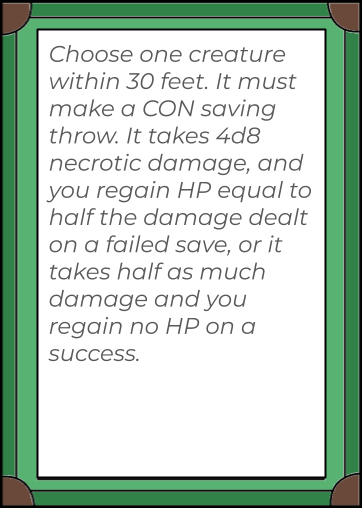 Choose one creature
within 30 feet. It must
make a CON saving
throw. It takes 4d8
necrotic damage, and
you regain HP equal to
half the damage dealt
on a failed save, or it
takes half as much
damage and you
regain no HP on a
success.